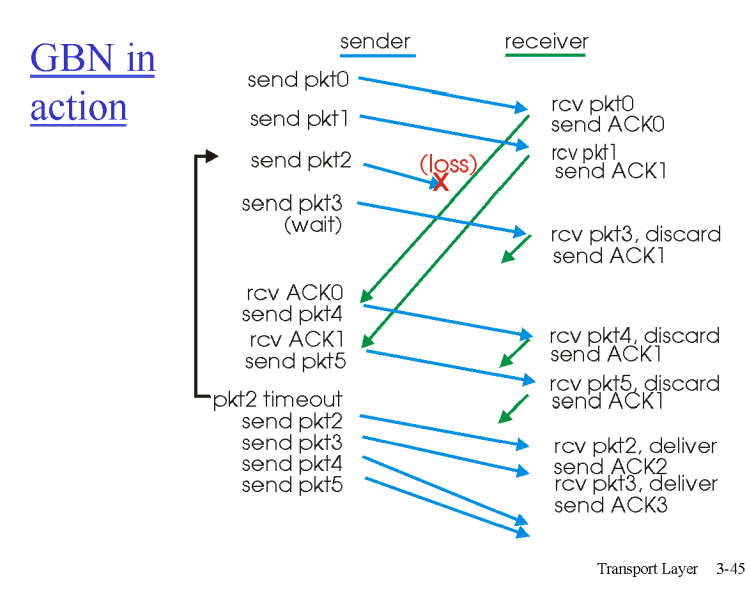 GBN in
action
sender
receiver
send pkt0
rcv pkt0
send ACK0
send pkt1
rcv pkt1
send ACK1
send pkt2
(loss)
X
send pkt3
(wait)
rcv pkt3, discard
send ACK1
rcv ACK0
send pkt4
rcv ACK1
send pkt5
rcv pkt4, discard
send ACK1
rcv pkt5, discard
send ACK1
pkt2 timeout
send pkt2
send pkt3
send pkt4
send pkt5
rcv pkt2, deliver
send ACK2
rcv pkt3, deliver
send ACK3
Transport Layer 3-45